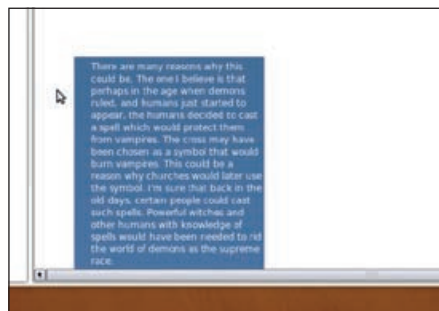 There are many reasons why this
could be. The one I believe is that
perhaps in the age when demons
ruled, and humans just started to
appear, the humans decided to cast
a spell which would protect them
from vampires. The cross may have
been chosen as a symbol that would
burn vampires. This could be a
reason why churches would later use
the symbol. I'm sure that back in the
old days, certain people could cast
such spells. Powerful witches and
other humans with knowledge of
spells would have been needed to rid
the world of demons as the supreme
race.